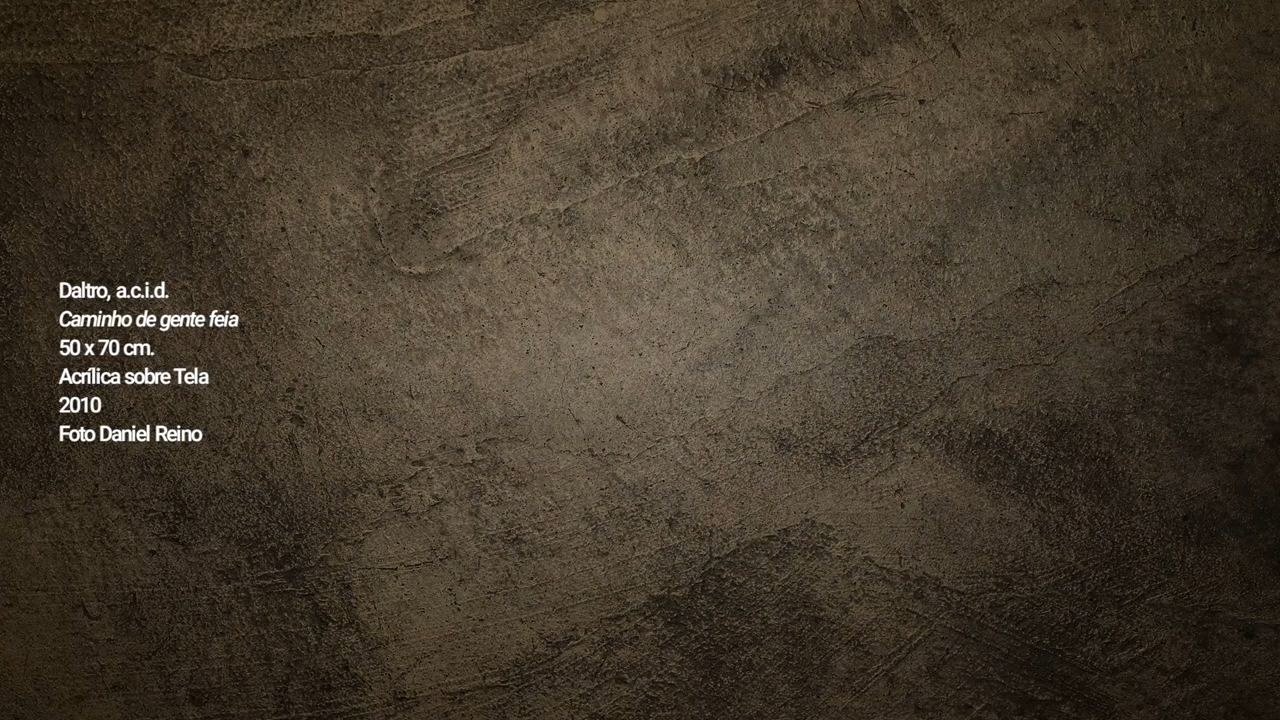 Daltro, a.c.i.d.
Caminho de gente feia
50 x 70 cm.
Acrílica sobre Tela
2010
Foto Daniel Reino